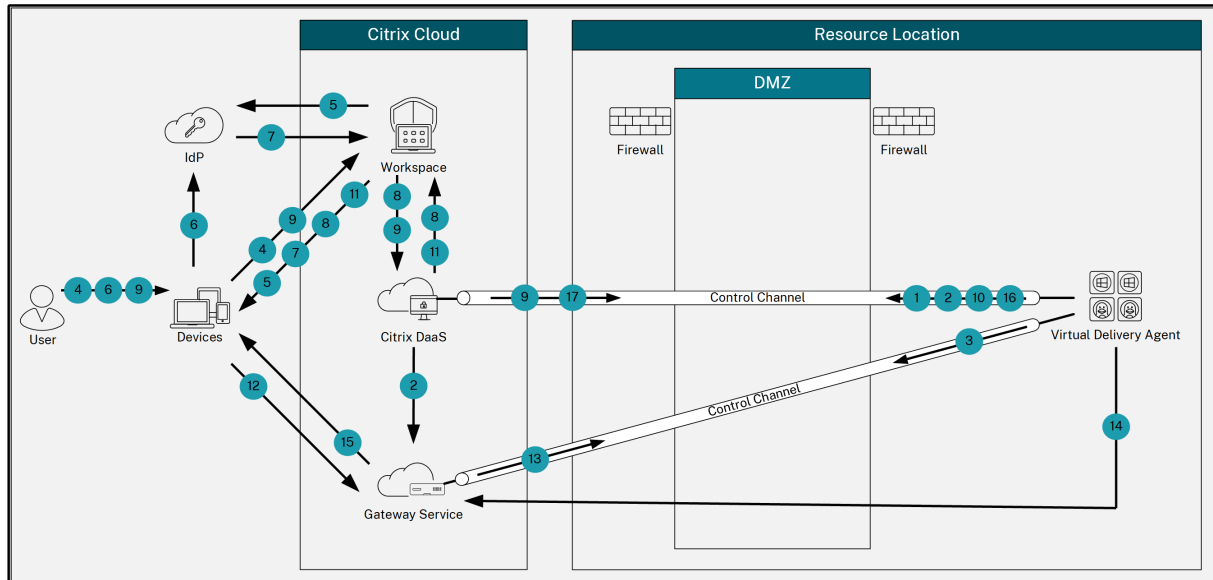 Citrix Cloud
Resource Location
DMZ
5
7
IdP
Workspace
Firewall
Firewall
11
8
8
9
8
7
9
4
6
9
11
5
4
6
9
User
Devices
Citrix DaaS
9
17
Control Channel
1
2
10
16
Virtual Delivery Agent
3
2
12
Control Channel
14
15
13
Gateway Service